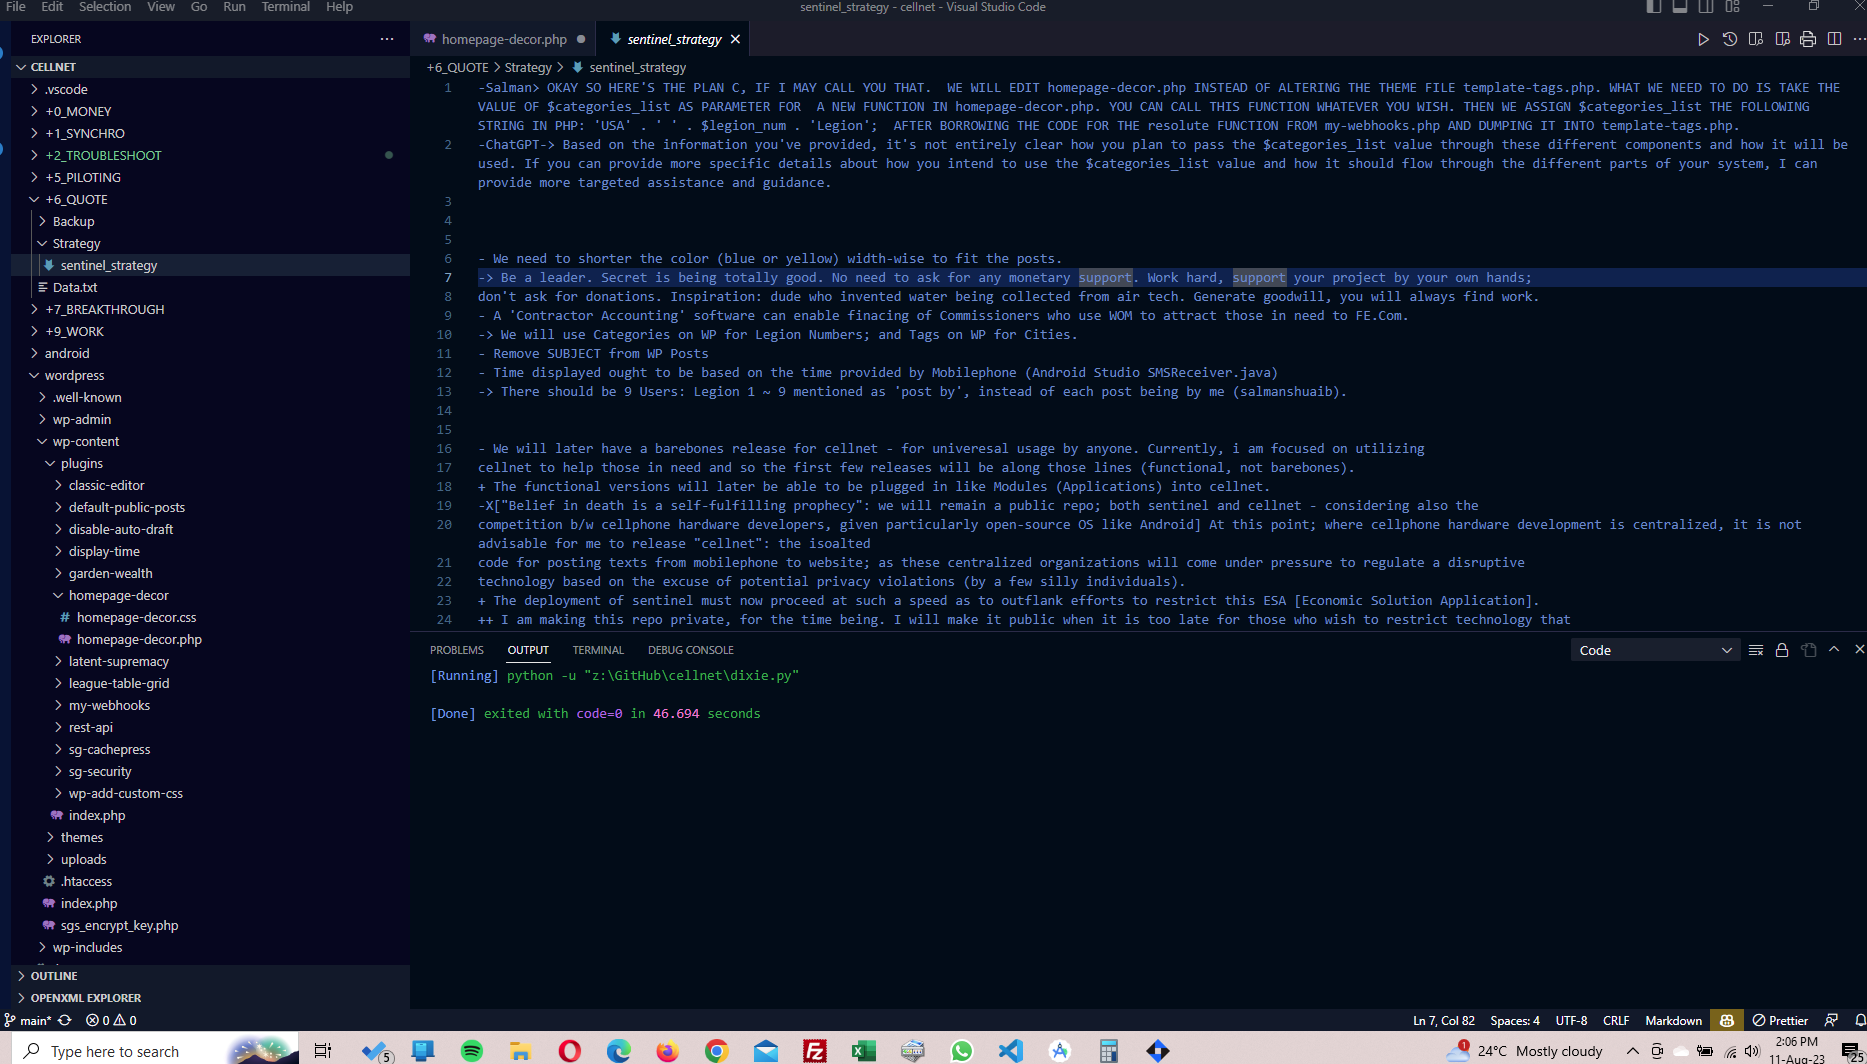 File Edit Selection View Go Run Terminal Help
sentinel_strategy - cellnet - Visual Studio Code
EXPLORER
CELLNET
.vscode
+0_MONEY
+1_SYNCHRO
+2_TROUBLESHOOT
+5_PILOTING
+6_QUOTE
Backup
Strategy
sentinel_strategy
Data.txt
+7_BREAKTHROUGH
+9_WORK
android
wordpress
.well-known
wp-admin
wp-content
plugins
classic-editor
default-public-posts
disable-auto-draft
display-time
garden-wealth
homepage-decor
homepage-decor.css
homepage-decor.php
latent-supremacy
league-table-grid
my-webhooks
rest-api
sg-cachepress
sg-security
wp-add-custom-css
index.php
themes
uploads
.htaccess
index.php
sgs_encrypt_key.php
wp-includes
OUTLINE
OPENXML EXPLORER
homepage-decor.php
sentinel_strategy
+6_QUOTE > Strategy > sentinel_strategy
1 -Salman> OKAY SO HERE'S THE PLAN C, IF I MAY CALL YOU THAT.  WE WILL EDIT homepage-decor.php INSTEAD OF ALTERING THE THEME FILE template-tags.php. WHAT WE NEED TO DO IS TAKE THE
VALUE OF $categories_list AS PARAMETER FOR  A NEW FUNCTION IN homepage-decor.php. YOU CAN CALL THIS FUNCTION WHATEVER YOU WISH. THEN WE ASSIGN $categories_list THE FOLLOWING
STRING IN PHP: 'USA' . ' ' . $legion_num . 'Legion';  AFTER BORROWING THE CODE FOR THE resolute FUNCTION FROM my-webhooks.php AND DUMPING IT INTO template-tags.php.
2 -ChatGPT-> Based on the information you've provided, it's not entirely clear how you plan to pass the $categories_list value through these different components and how it will be
used. If you can provide more specific details about how you intend to use the $categories_list value and how it should flow through the different parts of your system, I can
provide more targeted assistance and guidance.
3
4
5
6 - We need to shorter the color (blue or yellow) width-wise to fit the posts.
7 -> Be a leader. Secret is being totally good. No need to ask for any monetary support. Work hard, support your project by your own hands;
8 don't ask for donations. Inspiration: dude who invented water being collected from air tech. Generate goodwill, you will always find work.
9 - A 'Contractor Accounting' software can enable finacing of Commissioners who use WOM to attract those in need to FE.Com.
10 -> We will use Categories on WP for Legion Numbers; and Tags on WP for Cities.
11 - Remove SUBJECT from WP Posts
12 - Time displayed ought to be based on the time provided by Mobilephone (Android Studio SMSReceiver.java)
13 -> There should be 9 Users: Legion 1 ~ 9 mentioned as 'post by', instead of each post being by me (salmanshuaib).
14
15
16 - We will later have a barebones release for cellnet - for univeresal usage by anyone. Currently, i am focused on utilizing
17 cellnet to help those in need and so the first few releases will be along those lines (functional, not barebones).
18 + The functional versions will later be able to be plugged in like Modules (Applications) into cellnet.
19 -X["Belief in death is a self-fulfilling prophecy": we will remain a public repo; both sentinel and cellnet - considering also the
20 competition b/w cellphone hardware developers, given particularly open-source OS like Android] At this point; where cellphone hardware development is centralized, it is not
advisable for me to release "cellnet": the isoalted
21 code for posting texts from mobilephone to website; as these centralized organizations will come under pressure to regulate a disruptive
22 technology based on the excuse of potential privacy violations (by a few silly individuals).
23 + The deployment of sentinel must now proceed at such a speed as to outflank efforts to restrict this ESA [Economic Solution Application].
24 ++ I am making this repo private, for the time being. I will make it public when it is too late for those who wish to restrict technology that
PROBLEMS OUTPUT TERMINAL DEBUG CONSOLE
Code
[Running] python -u "z:\GitHub\cellnet\dixie.py"
[Done] exited with code=0 in 46.694 seconds
main* 0 0
Ln 7, Col 82 Spaces: 4 UTF-8 CRLF Markdown Prettier
Type here to search
5
1
24°C Mostly cloudy
2:06 PM
11-Aug-23
25